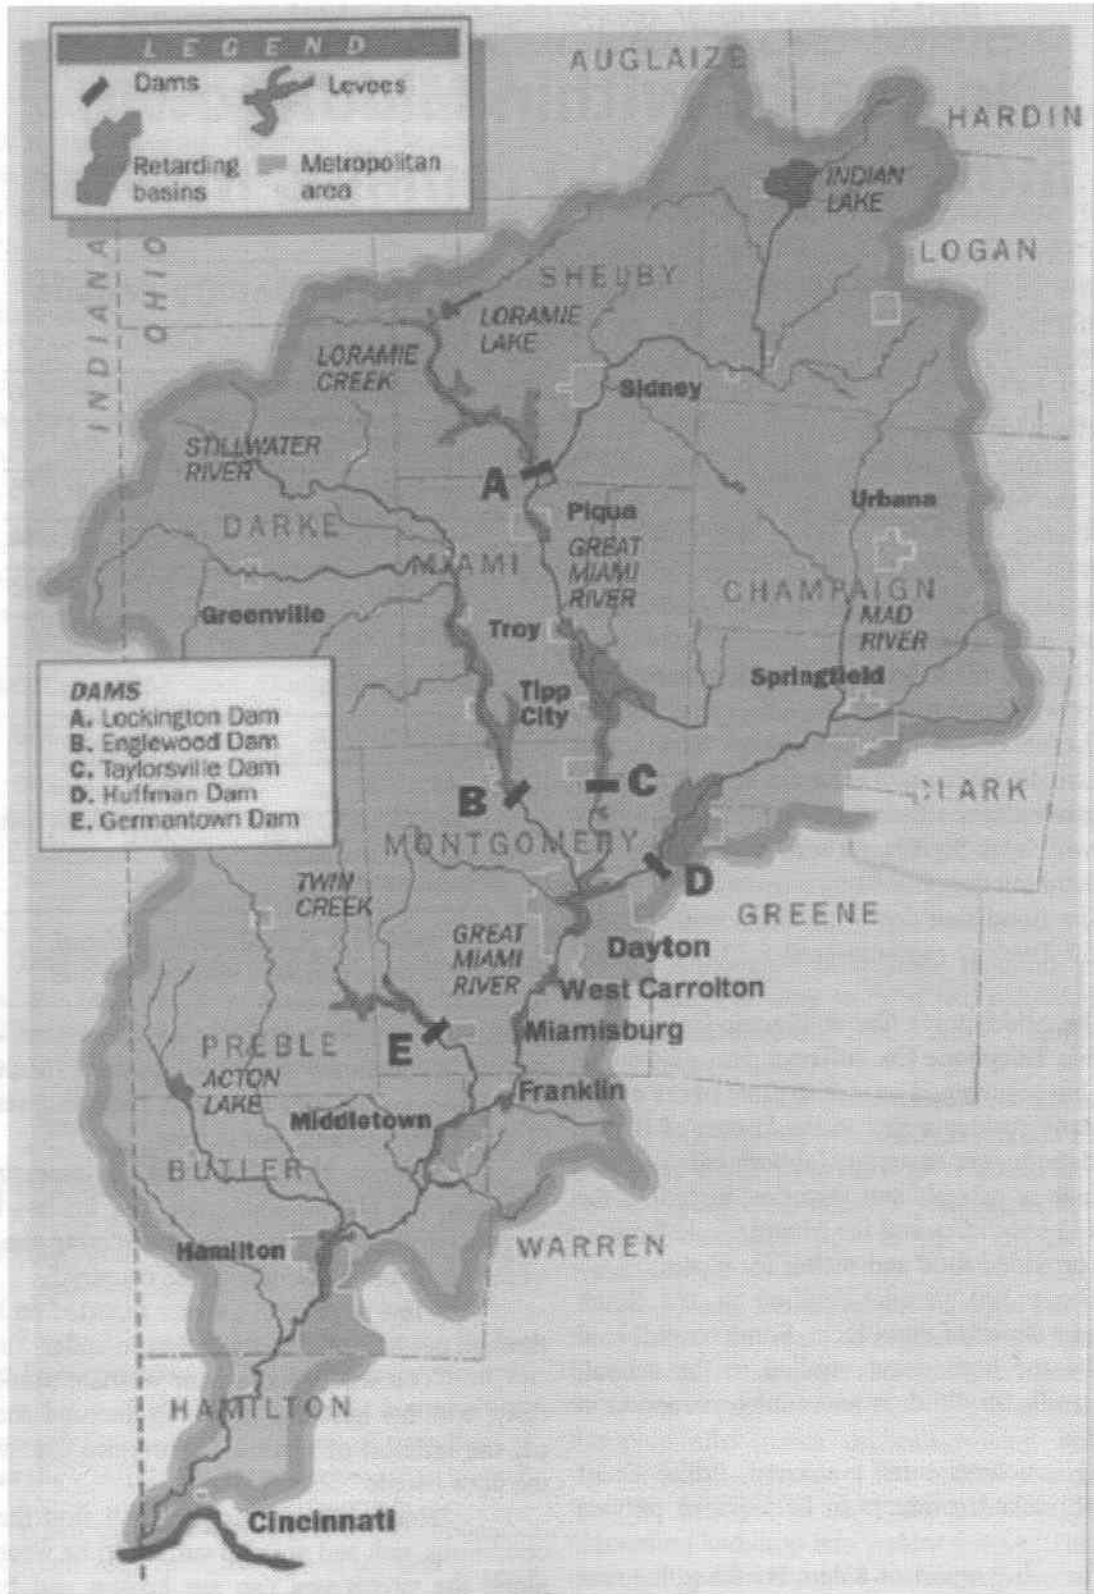 LEGEND
Dams
Levees
Retarding
basins
Metropolitan
area
AUGLAIZE
HARDIN
INDIAN
LAKE
LOGAN
INDIANA
OHIO
SHELBY
LORAMIE
LAKE
LORAMIE
CREEK
Sidney
STILLWATER
RIVER
A
Urbana
Piqua
DARKE
GREAT
MIAMI
RIVER
MIAMI
CHAMPAIGN
MAD
RIVER
Greenville
Troy
Springfield
Tipp
City
DAMS
A. Lockington Dam
B. Englewood Dam
C. Taylorsville Dam
D. Huffman Dam
E. Germantown Dam
B
C
CLARK
MONTGOMERY
D
TWIN
CREEK
GREENE
GREAT
MIAMI
RIVER
Dayton
West Carrolton
Miamisburg
E
PREBLE
ACTON
LAKE
Franklin
Middletown
BUTLER
Hamilton
WARREN
HAMILTON
Cincinnati